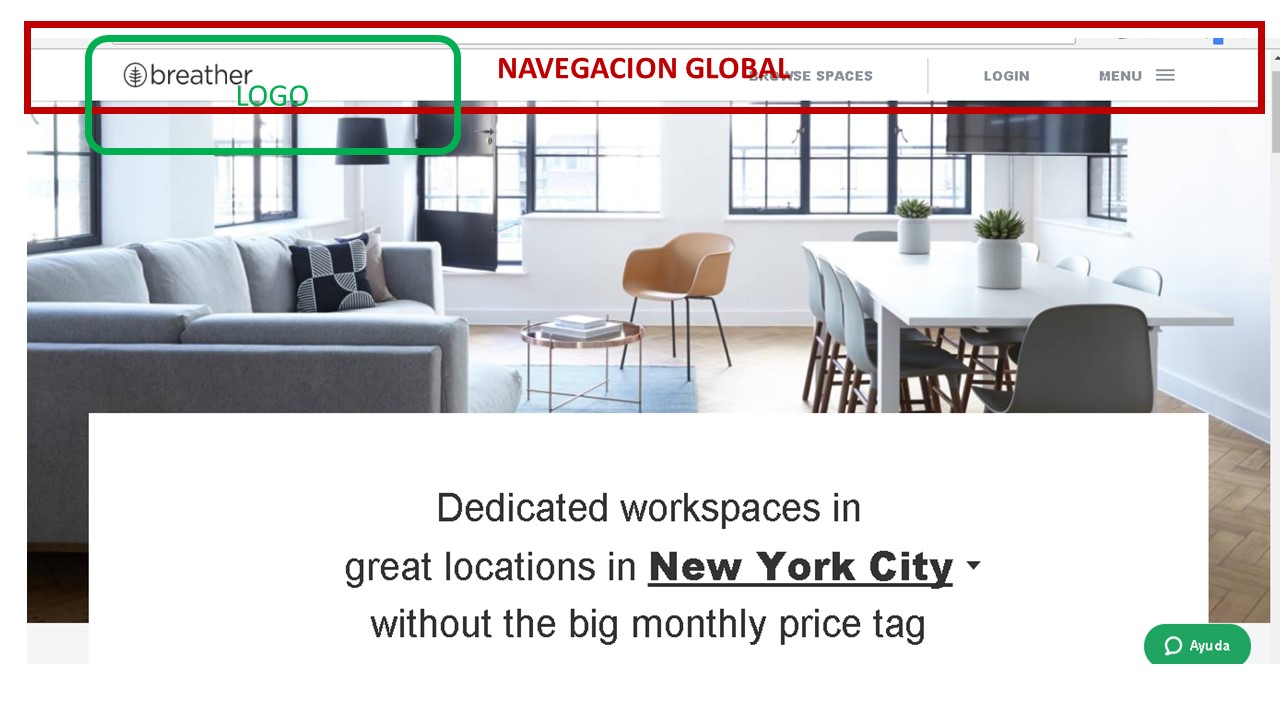 NAVEGACION GLOBAL
breather
BROWSE SPACES
LOGIN
MENU
LOGO
Dedicated workspaces in
great locations in New York City
without the big monthly price tag
Ayuda